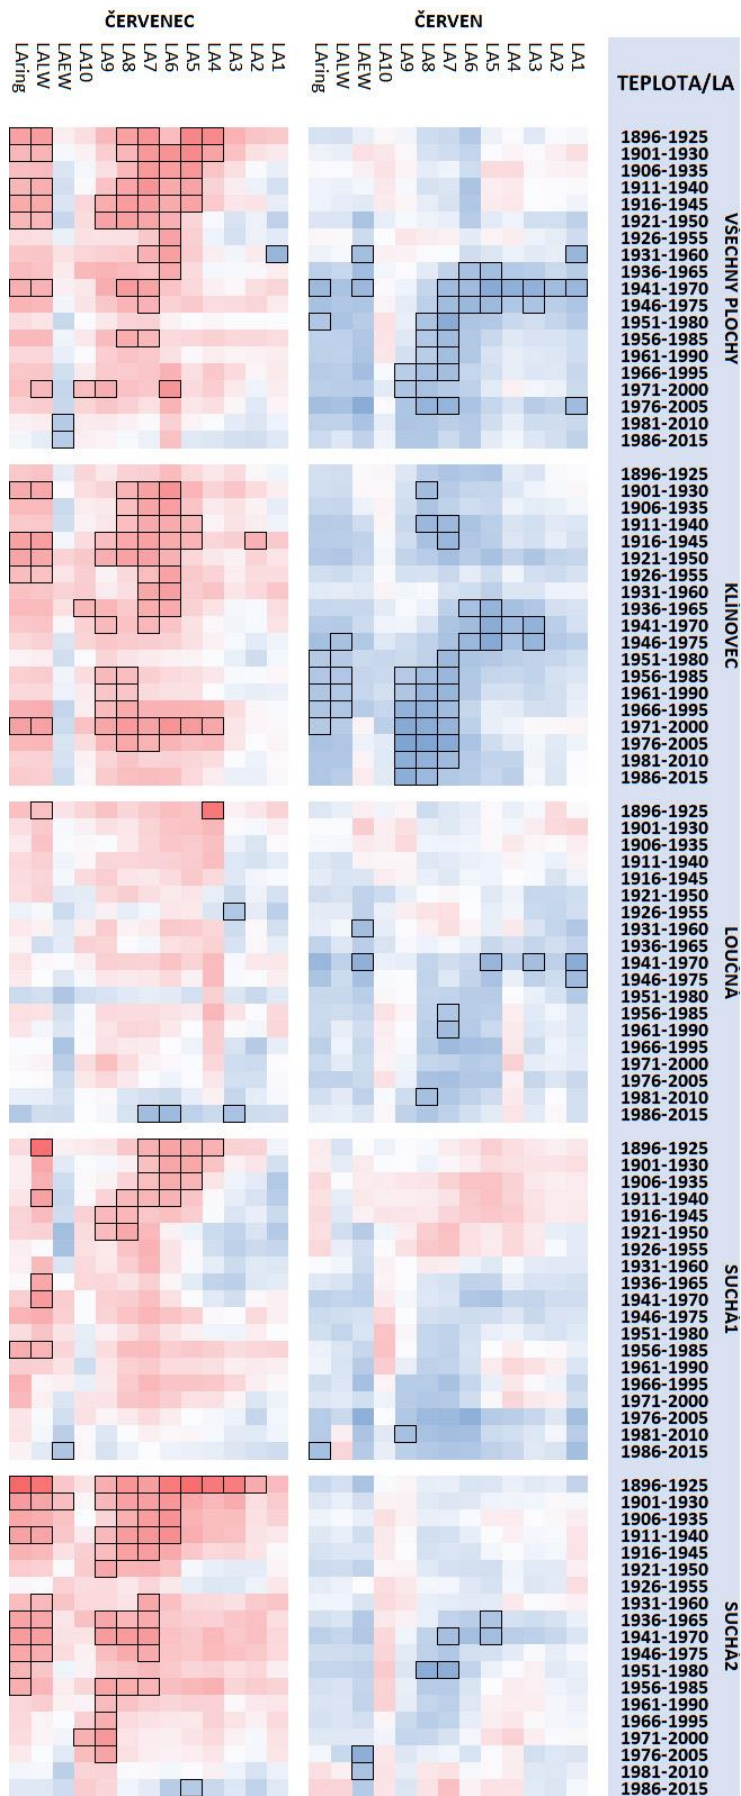 ČERVENEC
ČERVEN
LAring
LALW
LAEW
LA10
LA9
LA8
LA7
LA6
LA5
LA4
LA3
LA2
LA1
LAring
LALW
LAEW
LA10
LA9
LA8
LA7
LA6
LA5
LA4
LA3
LA2
LA1
TEPLOTA/LA
VŠECHNY PLOCHY
1896-1925
1901-1930
1906-1935
1911-1940
1916-1945
1921-1950
1926-1955
1931-1960
1936-1965
1941-1970
1946-1975
1951-1980
1956-1985
1961-1990
1966-1995
1971-2000
1976-2005
1981-2010
1986-2015
KLÍNOVEC
1896-1925
1901-1930
1906-1935
1911-1940
1916-1945
1921-1950
1926-1955
1931-1960
1936-1965
1941-1970
1946-1975
1951-1980
1956-1985
1961-1990
1966-1995
1971-2000
1976-2005
1981-2010
1986-2015
LOUČNÁ
1896-1925
1901-1930
1906-1935
1911-1940
1916-1945
1921-1950
1926-1955
1931-1960
1936-1965
1941-1970
1946-1975
1951-1980
1956-1985
1961-1990
1966-1995
1971-2000
1976-2005
1981-2010
1986-2015
SUCHÁ1
1896-1925
1901-1930
1906-1935
1911-1940
1916-1945
1921-1950
1926-1955
1931-1960
1936-1965
1941-1970
1946-1975
1951-1980
1956-1985
1961-1990
1966-1995
1971-2000
1976-2005
1981-2010
1986-2015
SUCHÁ2
1896-1925
1901-1930
1906-1935
1911-1940
1916-1945
1921-1950
1926-1955
1931-1960
1936-1965
1941-1970
1946-1975
1951-1980
1956-1985
1961-1990
1966-1995
1971-2000
1976-2005
1981-2010
1986-2015